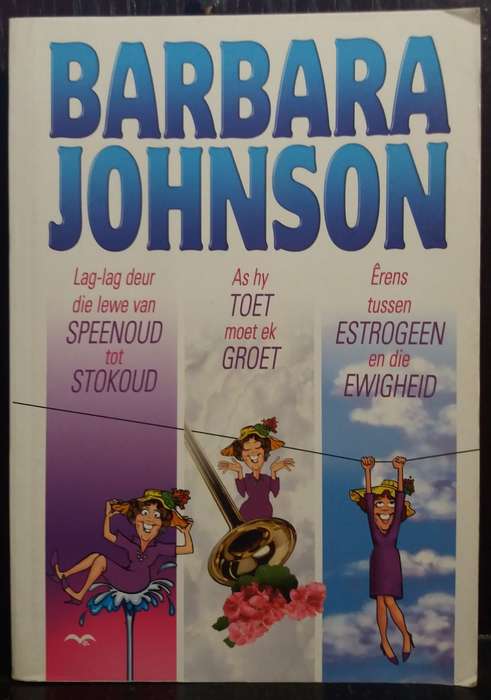 BARBARA
JOHNSON
Lag-lag deur
die lewe van
SPEENOUD
tot
STOKOUD
As hy
TOET
moet ek
GROET
Êrens
tussen
ESTROGEEN
en die
EWIGHEID